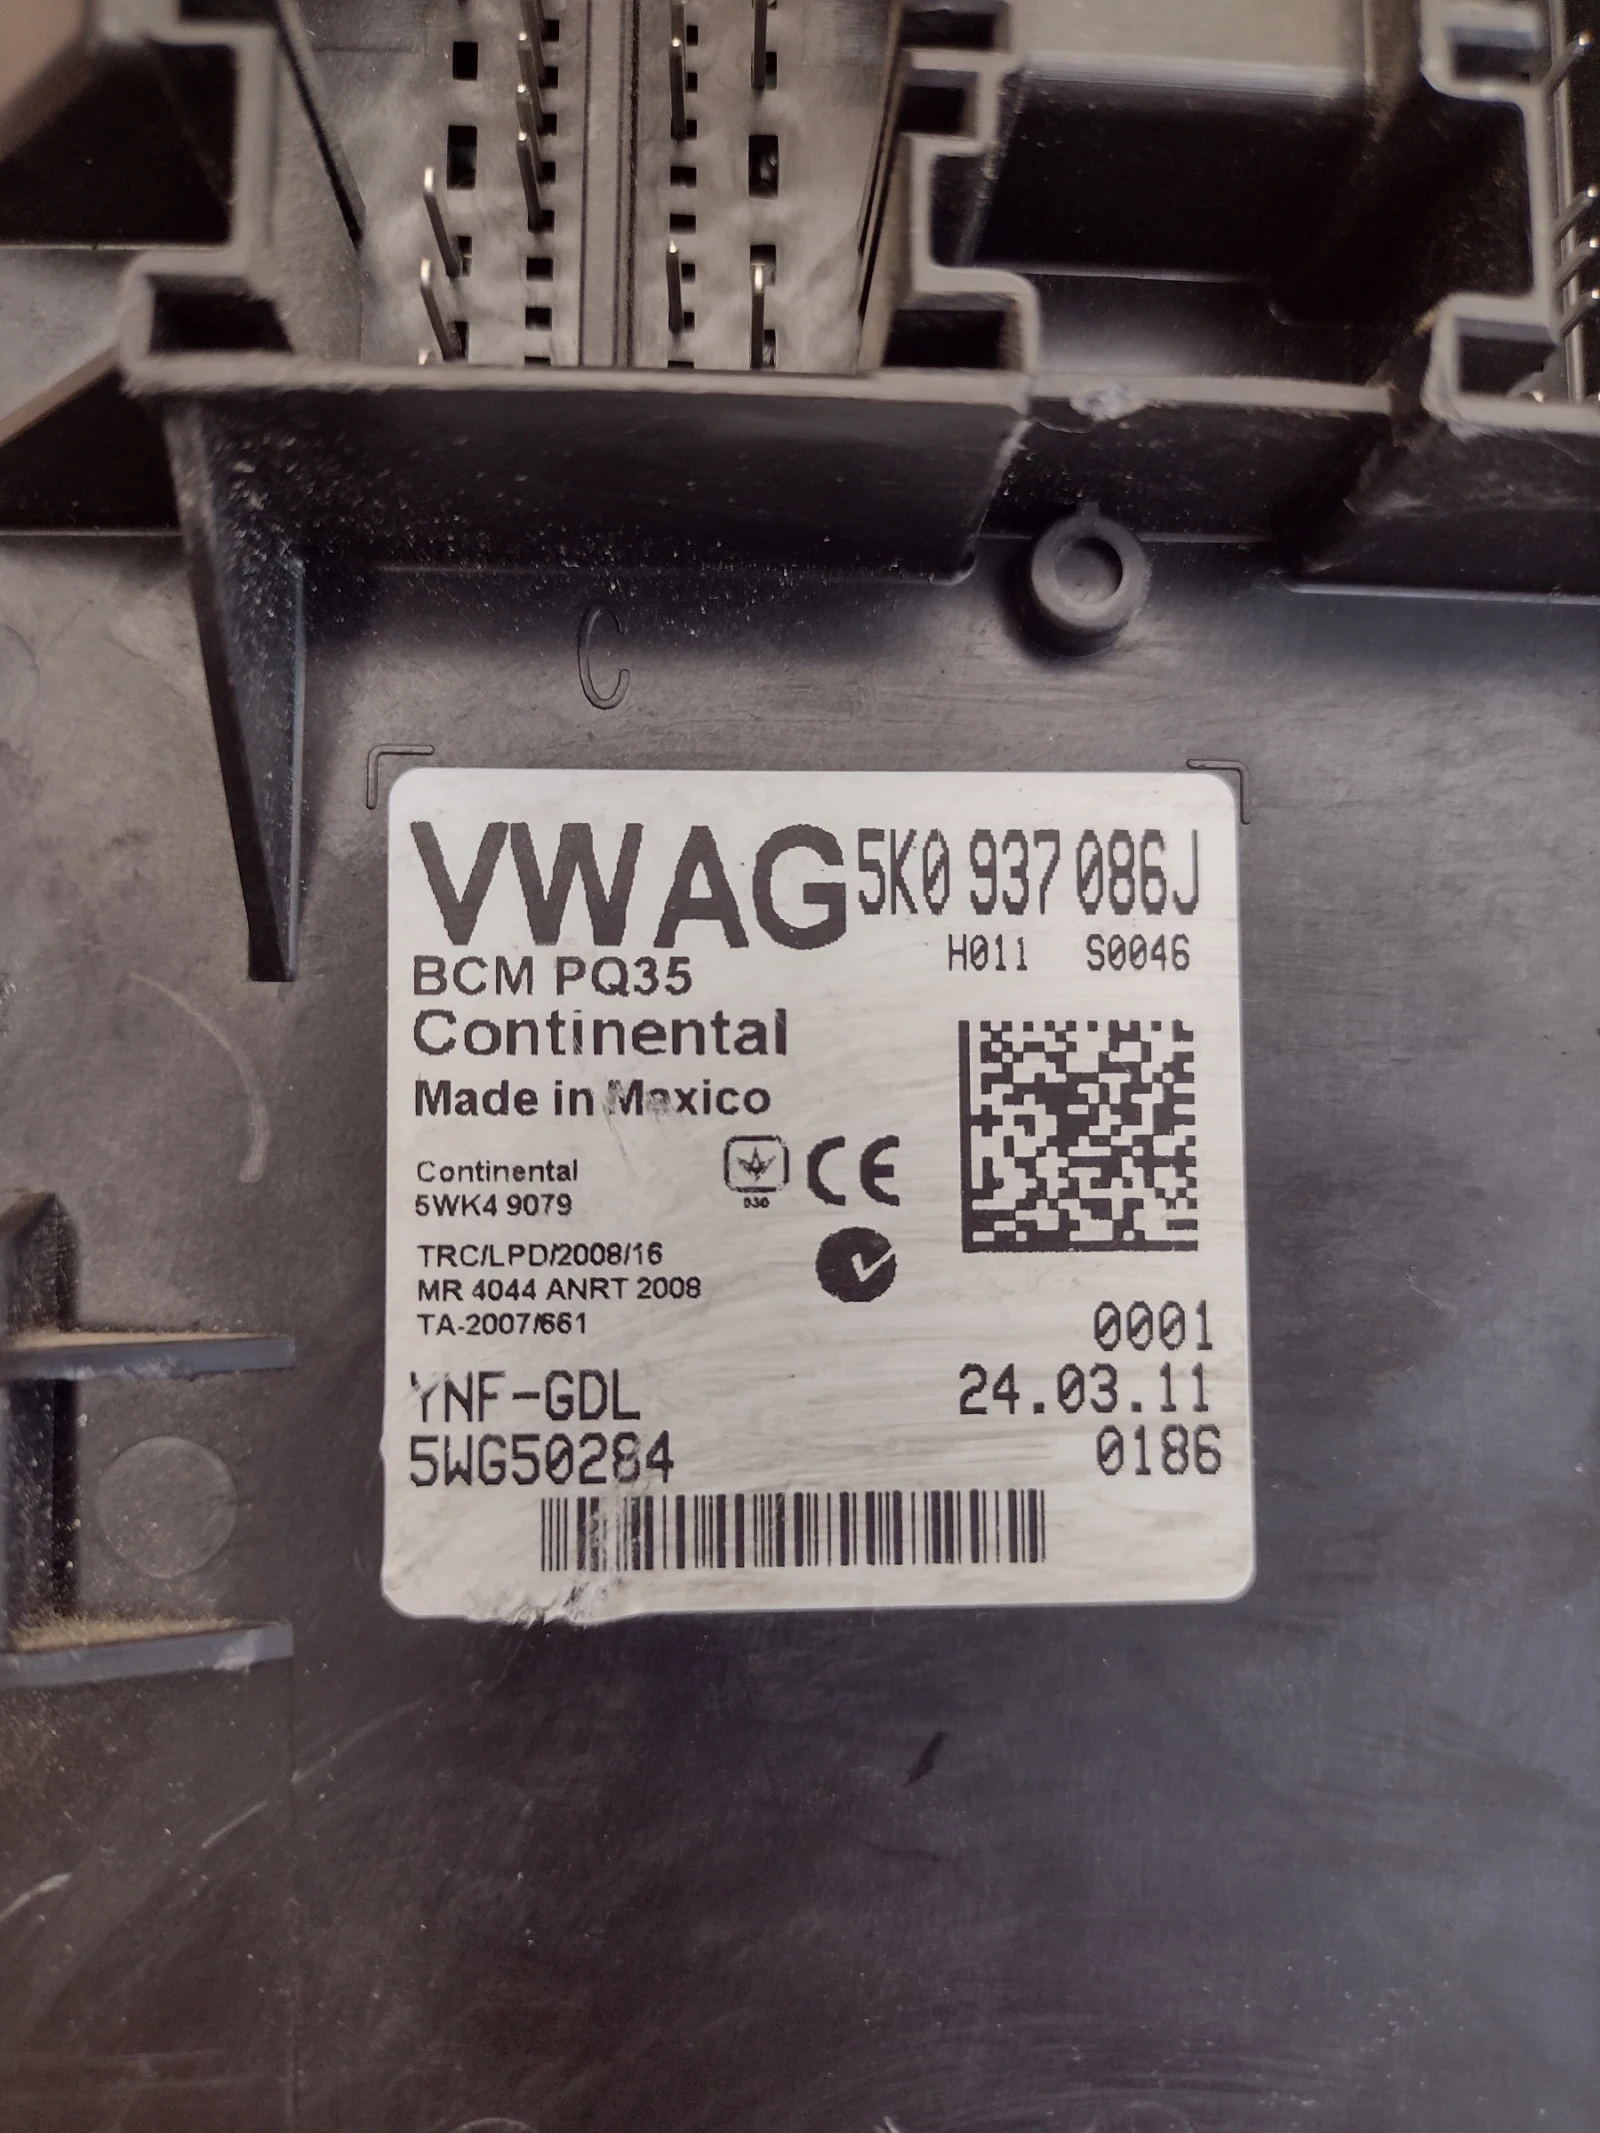 C
VWAG 5K0 937 086J
H011 S0046
BCM PQ35
Continental
Made in Mexico
Continental
5WK4 9079
CE
TRC/LPD/2008/16
MR 4044 ANRT 2008
TA-2007/661
0001
YNF-GDL 24.03.11
5WG50284 0186